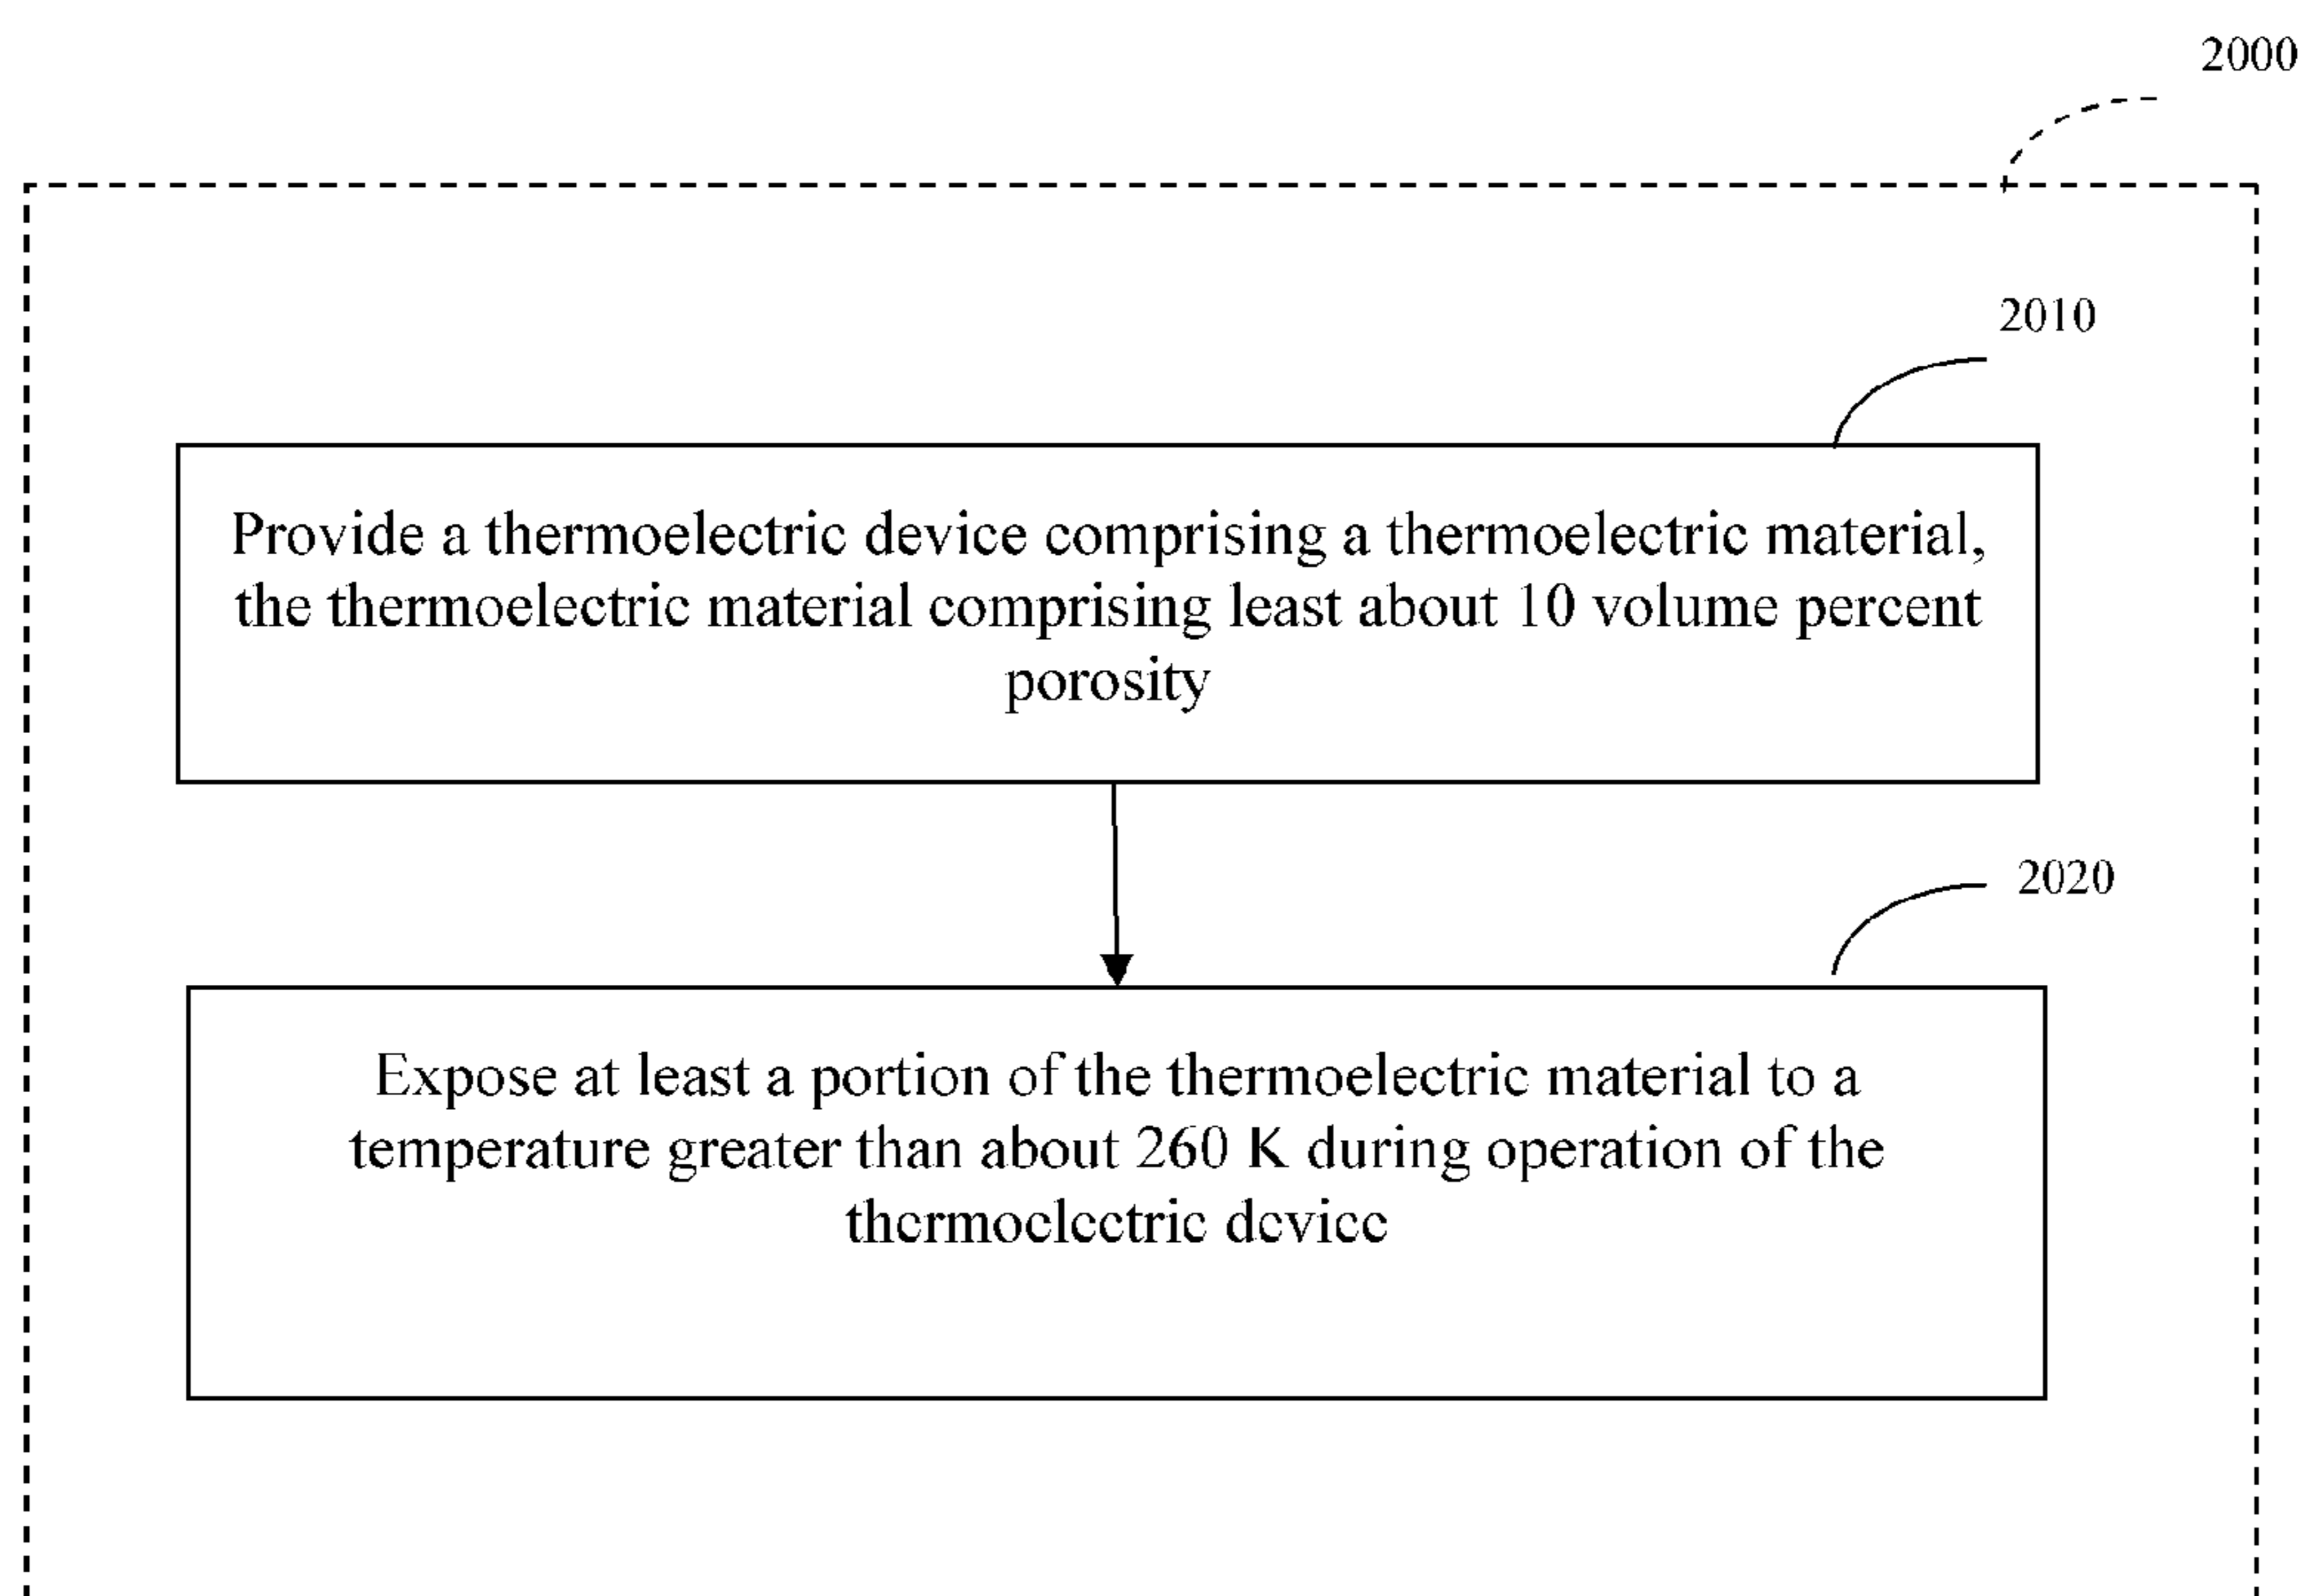 2000
2010
Provide a thermoelectric device comprising a thermoelectric material,
the thermoelectric material comprising least about 10 volume percent
porosity
2020
Expose at least a portion of the thermoelectric material to a
temperature greater than about 260 K during operation of the
thermoelectric device